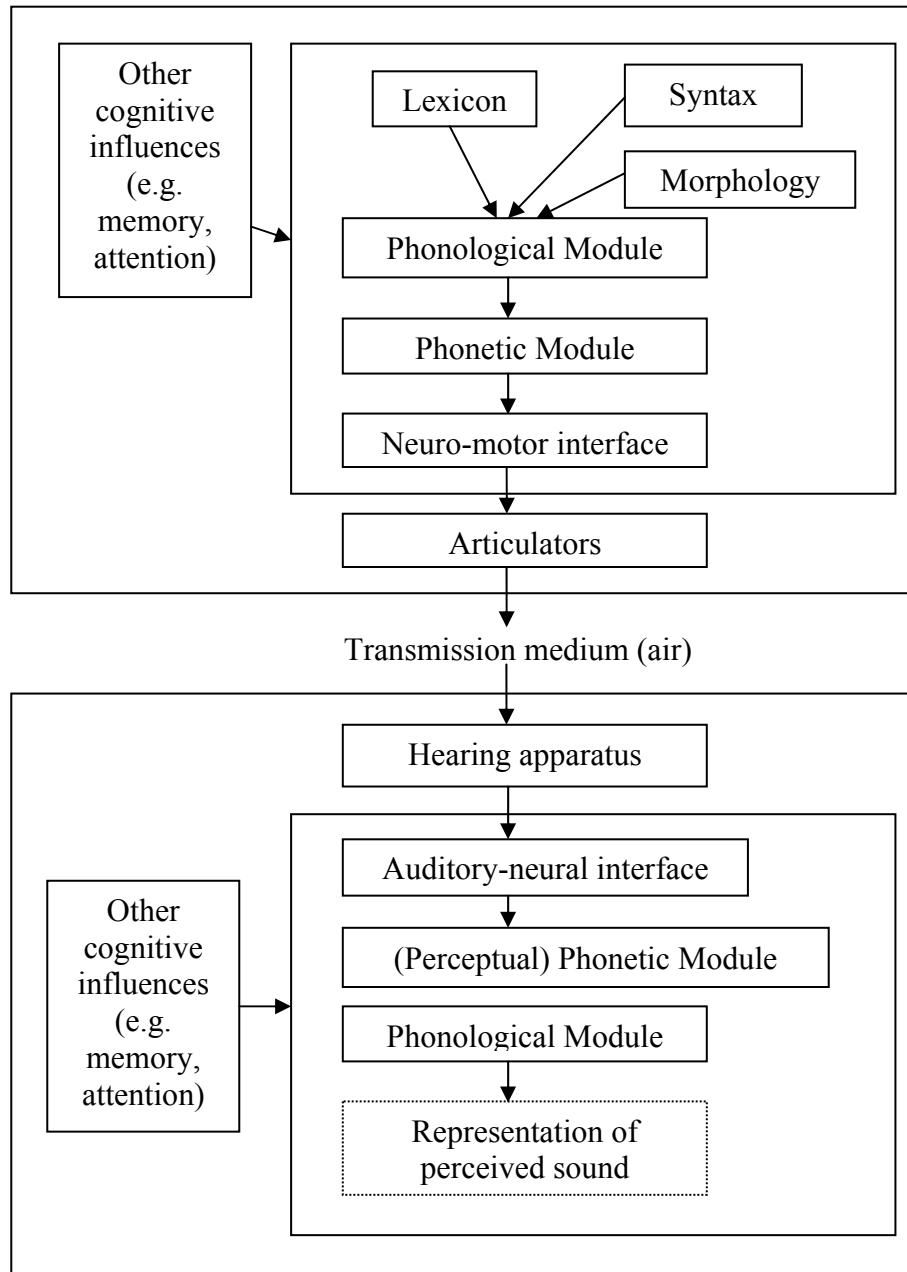 Other
cognitive
influences
(e.g.
memory,
attention)
Lexicon
Syntax
Morphology
Phonological Module
Phonetic Module
Neuro-motor interface
Articulators
Transmission medium (air)
Hearing apparatus
Auditory-neural interface
(Perceptual) Phonetic Module
Other
cognitive
influences
(e.g.
memory,
attention)
Phonological Module
Representation of
perceived sound